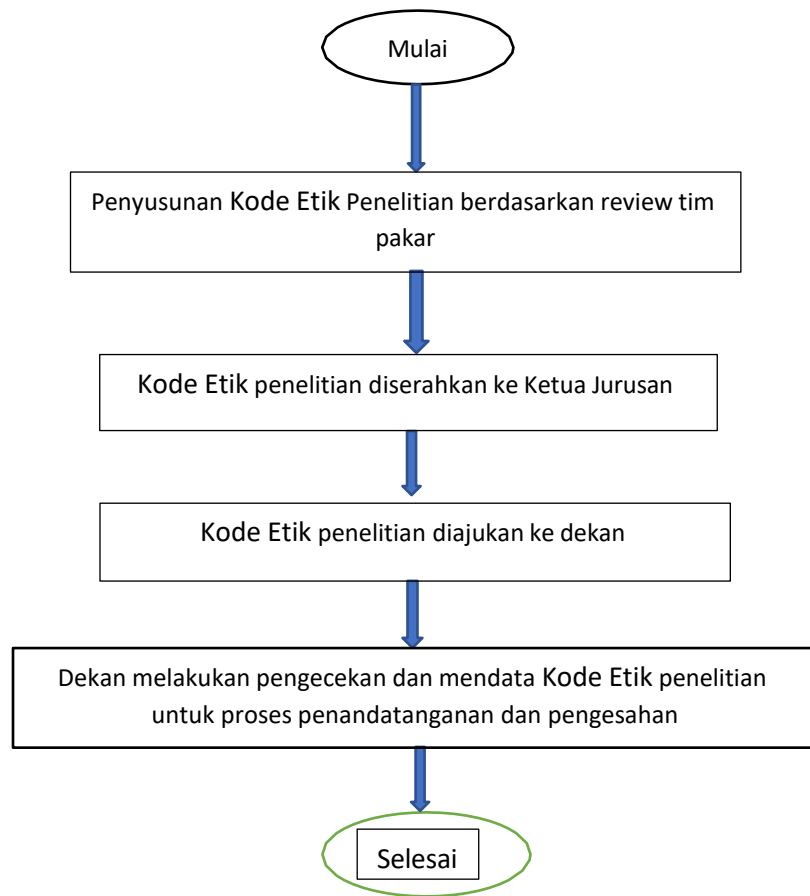 Mulai
Penyusunan Kode Etik Penelitian berdasarkan review tim
pakar
Kode Etik penelitian diserahkan ke Ketua Jurusan
Kode Etik penelitian diajukan ke dekan
Dekan melakukan pengecekan dan mendata Kode Etik penelitian
untuk proses penandatanganan dan pengesahan
Selesai